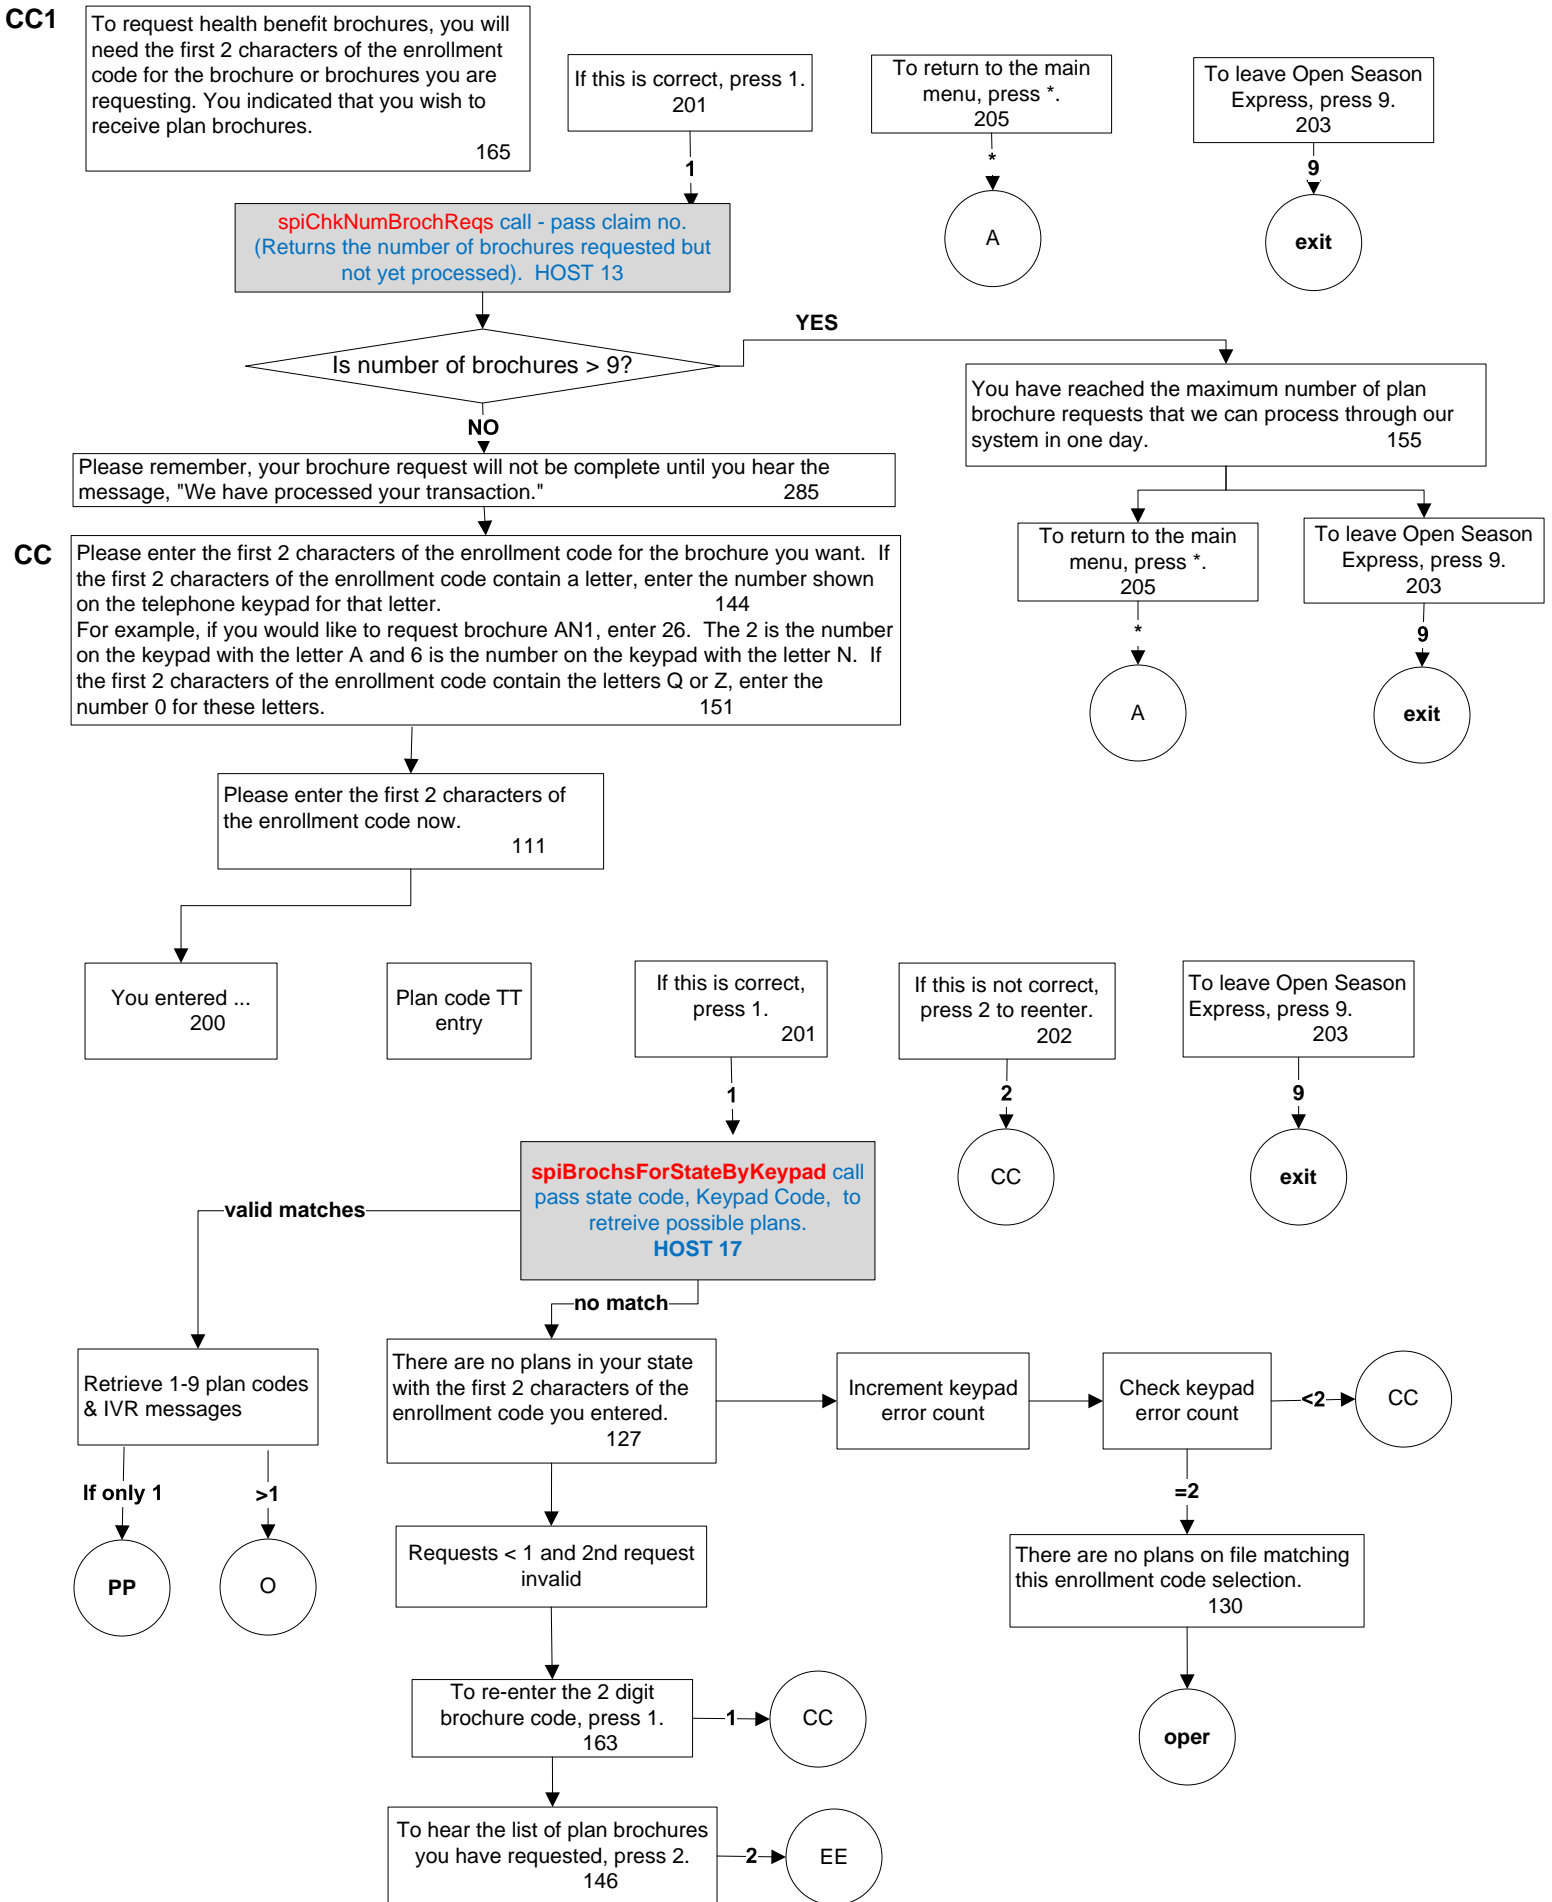 CC1
To request health benefit brochures, you will
need the first 2 characters of the enrollment
code for the brochure or brochures you are
requesting. You indicated that you wish to
receive plan brochures.
165
If this is correct, press 1.
201
To return to the main
menu, press *.
205
To leave Open Season
Express, press 9.
203
1
*
9
spiChkNumBrochReqs call - pass claim no.
(Returns the number of brochures requested but
not yet processed). HOST 13
A
exit
Is number of brochures > 9?
YES
NO
You have reached the maximum number of plan
brochure requests that we can process through our
system in one day. 155
Please remember, your brochure request will not be complete until you hear the
message, "We have processed your transaction." 285
To return to the main
menu, press *.
205
To leave Open Season
Express, press 9.
203
*
9
A
exit
CC
Please enter the first 2 characters of the enrollment code for the brochure you want. If
the first 2 characters of the enrollment code contain a letter, enter the number shown
on the telephone keypad for that letter. 144
For example, if you would like to request brochure AN1, enter 26. The 2 is the number
on the keypad with the letter A and 6 is the number on the keypad with the letter N. If
the first 2 characters of the enrollment code contain the letters Q or Z, enter the
number 0 for these letters. 151
Please enter the first 2 characters of
the enrollment code now.
111
You entered ...
200
Plan code TT
entry
If this is correct,
press 1.
201
If this is not correct,
press 2 to reenter.
202
To leave Open Season
Express, press 9.
203
1
2
9
spiBrochsForStateByKeypad call
pass state code, Keypad Code, to
retreive possible plans.
HOST 17
CC
exit
valid matches
no match
Retrieve 1-9 plan codes
& IVR messages
There are no plans in your state
with the first 2 characters of the
enrollment code you entered.
127
Increment keypad
error count
Check keypad
error count
<2
CC
If only 1
>1
=2
PP
O
Requests < 1 and 2nd request
invalid
There are no plans on file matching
this enrollment code selection.
130
To re-enter the 2 digit
brochure code, press 1.
163
1
CC
oper
To hear the list of plan brochures
you have requested, press 2.
146
2
EE